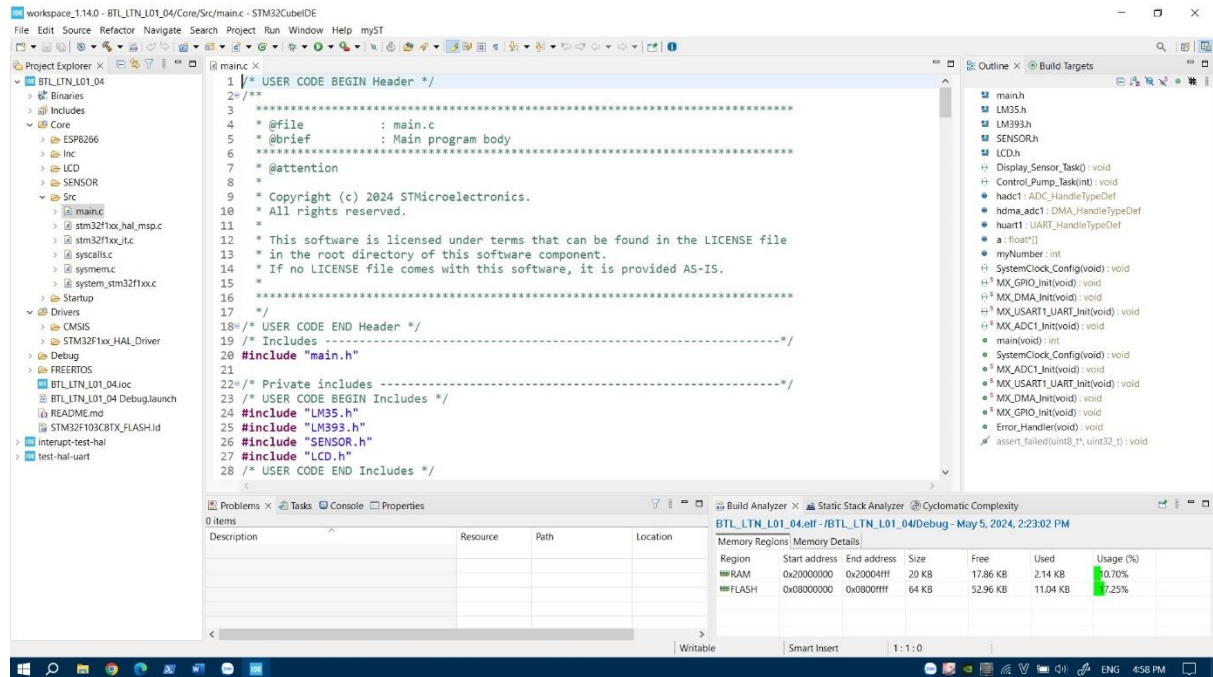 workspace_1.14.0 - BTL_LTN_L01_04/Core/Src/main.c - STM32CubeIDE
File Edit Source Refactor Navigate Search Project Run Window Help myST
Project Explorer
BTL_LTN_L01_04
Binaries
Includes
Core
ESP8266
Inc
LCD
SENSOR
Src
main.c
stm32f1xx_hal_msp.c
stm32f1xx_it.c
syscalls.c
sysmem.c
system_stm32f1xx.c
Startup
Drivers
CMSIS
STM32F1xx_HAL_Driver
Debug
FREERTOS
BTL_LTN_L01_04.ioc
BTL_LTN_L01_04 Debug.launch
README.md
STM32F103C8TX_FLASH.ld
interupt-test-hal
test-hal-uart
main.c
1 /* USER CODE BEGIN Header */
2 /**
3 ******************************************************************************
4 * @file : main.c
5 * @brief : Main program body
6 ******************************************************************************
7 * @attention
8 *
9 * Copyright (c) 2024 STMicroelectronics.
10 * All rights reserved.
11 *
12 * This software is licensed under terms that can be found in the LICENSE file
13 * in the root directory of this software component.
14 * If no LICENSE file comes with this software, it is provided AS-IS.
15 *
16 ******************************************************************************
17 */
18 /* USER CODE END Header */
19 /* Includes ------------------------------------------------------------------*/
20 #include "main.h"
21
22 /* Private includes ----------------------------------------------------------*/
23 /* USER CODE BEGIN Includes */
24 #include "LM35.h"
25 #include "LM393.h"
26 #include "SENSOR.h"
27 #include "LCD.h"
28 /* USER CODE END Includes */
Outline Build Targets
main.h
LM35.h
LM393.h
SENSOR.h
LCD.h
Display_Sensor_Task() : void
Control_Pump_Task(int) : void
hadc1 : ADC_HandleTypeDef
hdma_adc1 : DMA_HandleTypeDef
huart1 : UART_HandleTypeDef
a : float*[]
myNumber : int
SystemClock_Config(void) : void
MX_GPIO_Init(void) : void
MX_DMA_Init(void) : void
MX_USART1_UART_Init(void) : void
MX_ADC1_Init(void) : void
main(void) : int
SystemClock_Config(void) : void
MX_ADC1_Init(void) : void
MX_USART1_UART_Init(void) : void
MX_DMA_Init(void) : void
MX_GPIO_Init(void) : void
Error_Handler(void) : void
assert_failed(uint8_t*, uint32_t) : void
Problems Tasks Console Properties
0 items
Description Resource Path Location
Build Analyzer Static Stack Analyzer Cyclomatic Complexity
BTL_LTN_L01_04.elf - /BTL_LTN_L01_04/Debug - May 5, 2024, 2:23:02 PM
Memory Regions Memory Details
Region Start address End address Size Free Used Usage (%)
RAM 0x20000000 0x20004fff 20 KB 17.86 KB 2.14 KB 10.70%
FLASH 0x08000000 0x0800ffff 64 KB 52.96 KB 11.04 KB 17.25%
Writable Smart Insert 1 : 1 : 0
IDE ENG 4:58 PM